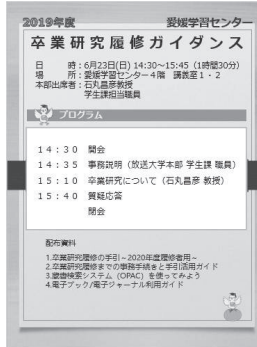 2019年度 愛媛学習センター
卒業研究履修ガイダンス
日 時：6月23日(日) 14:30～15:45（1時間30分）
場 所：愛媛学習センター4階 講義室1・2
本部出席者：石丸昌彦教授
学生課担当職員
プログラム
14：30 開会
14：35 事務説明（放送大学本部 学生課 職員）
15：10 卒業研究について（石丸昌彦 教授）
15：40 質疑応答
閉会
配布資料
1.卒業研究履修の手引～2020年度履修者用～
2.卒業研究履修までの事務手続きと手引活用ガイド
3.蔵書検索システム（OPAC）を使ってみよう
4.電子ブック/電子ジャーナル利用ガイド